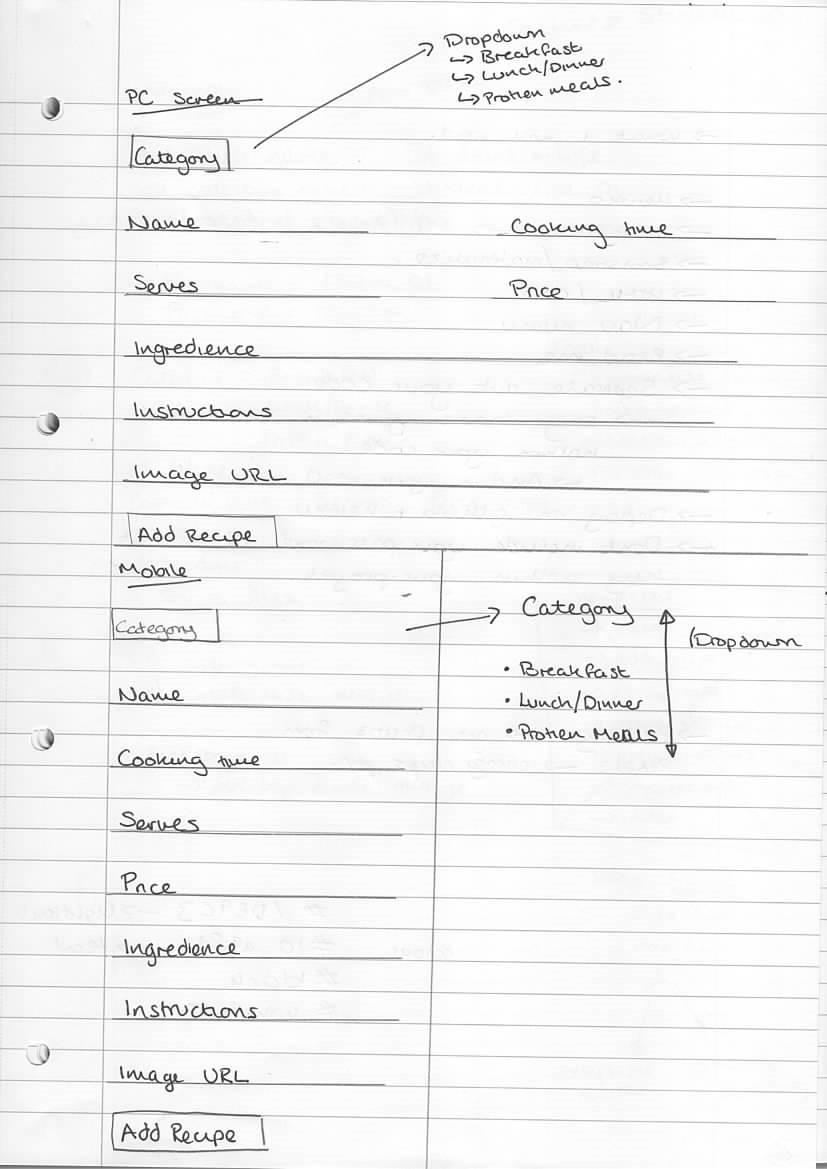 Dropdown
↳ Breakfast
↳ Lunch/Dinner
↳ Protien meals.
PC Screen
Category
Name
Cooking time
Serves
Price
Ingredience
Instructions
Image URL
Add Recipe
Mobile
Category
Name
Cooking time
Serves
Price
Ingredience
Instructions
Image URL
Add Recipe
Category
/Dropdown
• Breakfast
• Lunch/Dinner
• Protien Meals